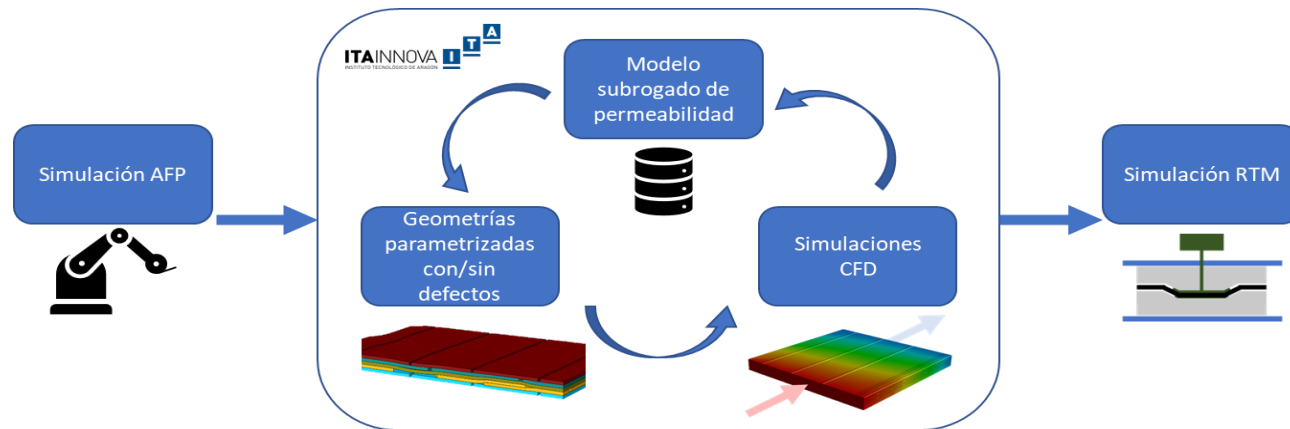 ITAINNOVA
INSTITUTO TECNOLÓGICO DE ARAGÓN
I T A
Modelo
subrogado de
permeabilidad
Simulación AFP
Geometrías
parametrizadas
con/sin
defectos
Simulaciones
CFD
Simulación RTM